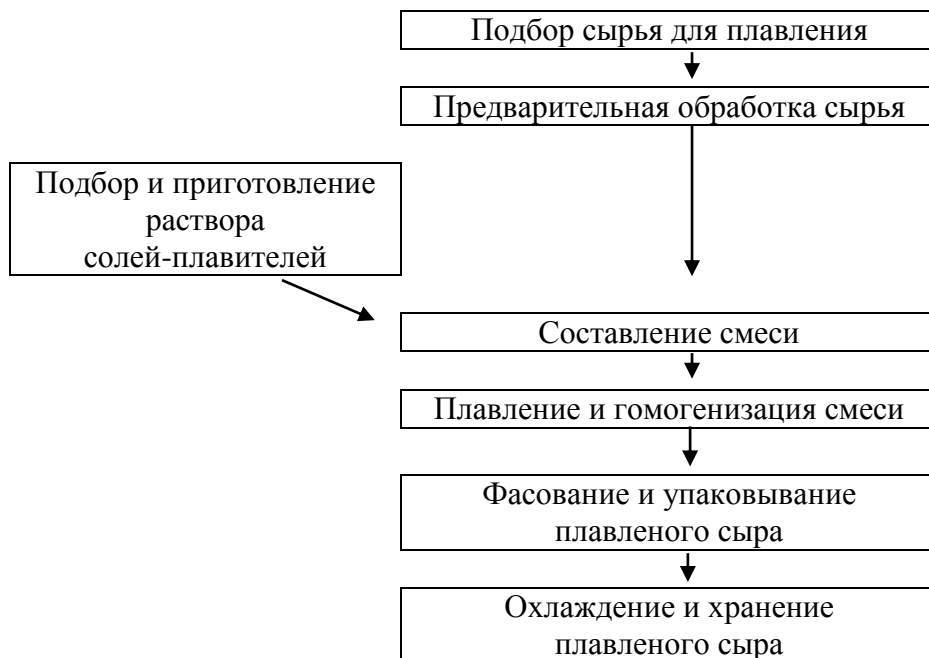 Подбор сырья для плавления
Предварительная обработка сырья
Подбор и приготовление
раствора
солей-плавителей
Составление смеси
Плавление и гомогенизация смеси
Фасование и упаковывание
плавленого сыра
Охлаждение и хранение
плавленого сыра